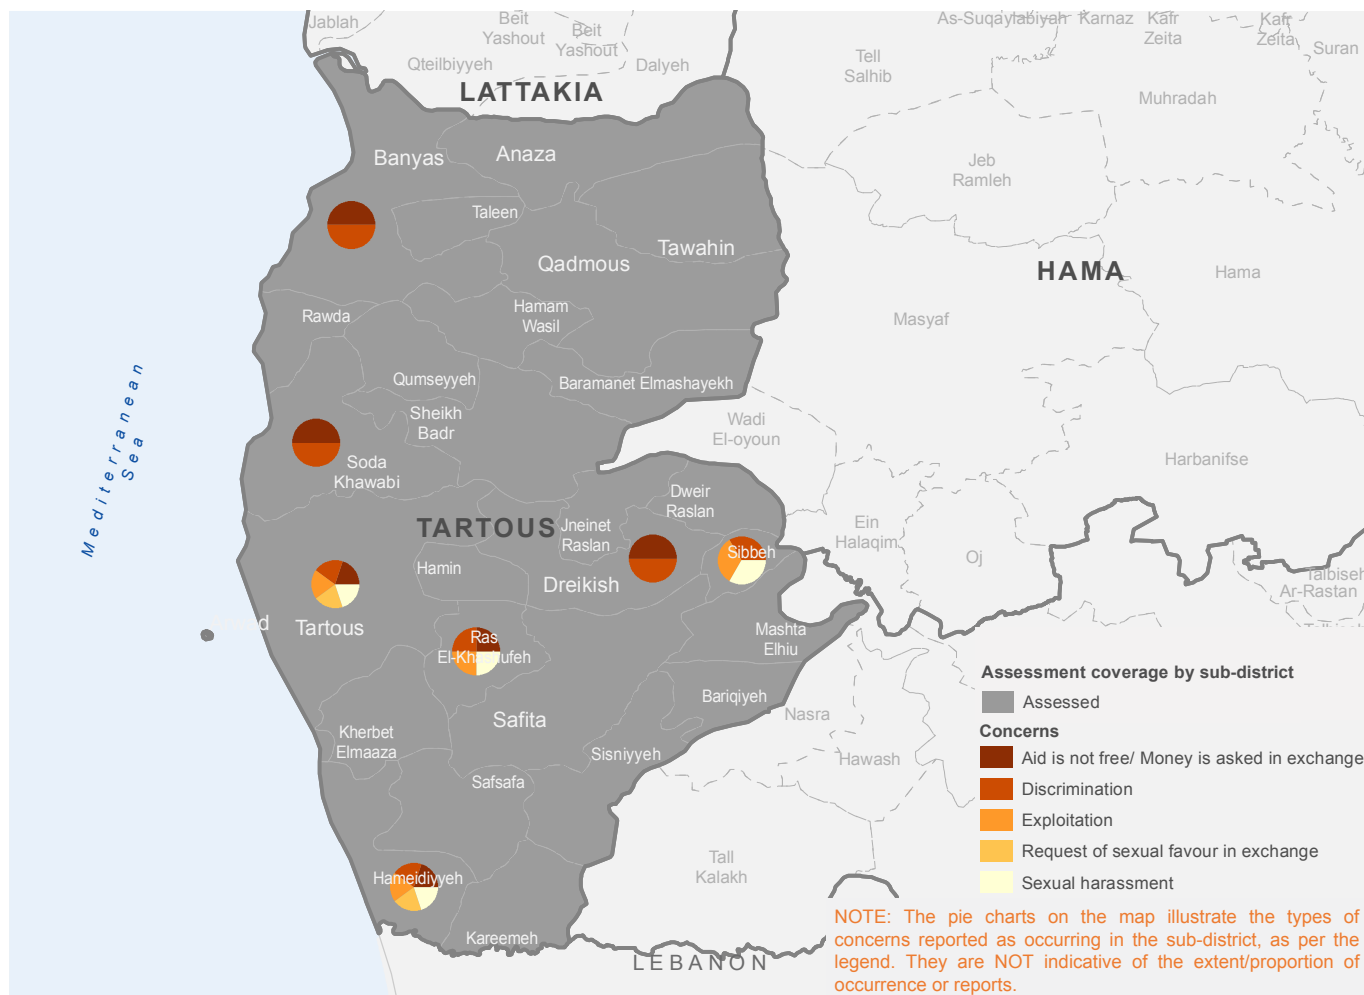 Jablah
Beit
Yashout
Beit
Yashout
Qteilbiyyeh
Dalyeh
LATTAKIA
As-Suqaylabiyah
Karnaz
Kafr
Zeita
Kafr
Zeita
Suran
Tell
Salhib
Muhradah
Jeb
Ramleh
Banyas
Anaza
Taleen
Qadmous
Tawahin
HAMA
Hama
Masyaf
Rawda
Hamam
Wasil
Qumseyyeh
Baramanet Elmashayekh
Sheikh
Badr
Wadi
El-oyoun
Mediterranean
Sea
Soda
Khawabi
Harbanifse
Dweir
Raslan
TARTOUS
Jneinet
Raslan
Ein
Halaqim
Oj
Sibbeh
Hamin
Dreikish
Talbiseh
Ar-Rastan
Tartous
Ras
Mashta
Elhiu
Bariqiyeh
Nasra
Safita
Kherbet
Elmaaza
Sisniyyeh
Hawash
Safsafa
Tall
Kalakh
Hameidiyyeh
Kareemeh
LEBANON
Assessment coverage by sub-district
Assessed
Concerns
Aid is not free/ Money is asked in exchange
Discrimination
Exploitation
Request of sexual favour in exchange
Sexual harassment
NOTE: The pie charts on the map illustrate the types of
concerns reported as occurring in the sub-district, as per the
legend. They are NOT indicative of the extent/proportion of
occurrence or reports.